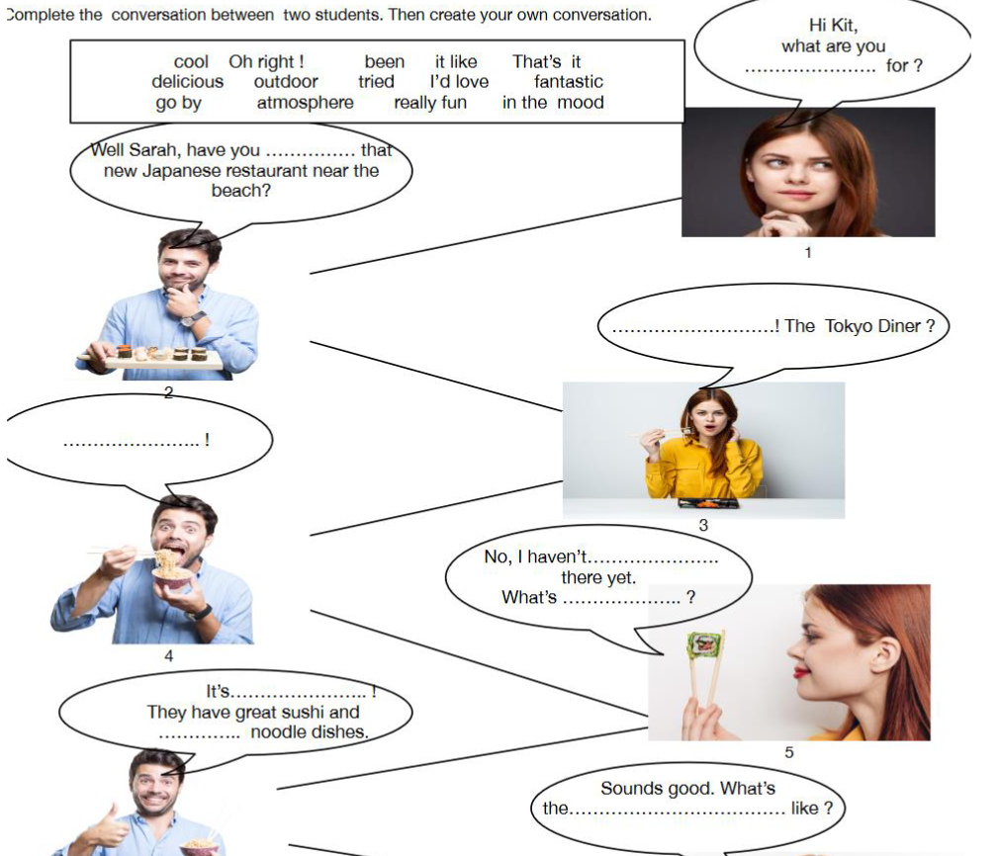 Complete the conversation between two students. Then create your own conversation.
cool Oh right ! been it like That's it
delicious outdoor tried I'd love fantastic
go by atmosphere really fun in the mood
Hi Kit,
what are you
...................... for ?
1
Well Sarah, have you ............... that
new Japanese restaurant near the
beach?
2
...........................! The Tokyo Diner ?
3
....................... !
4
No, I haven't......................
there yet.
What's .................... ?
5
It's....................... !
They have great sushi and
.............. noodle dishes.
Sounds good. What's
the.................................... like ?